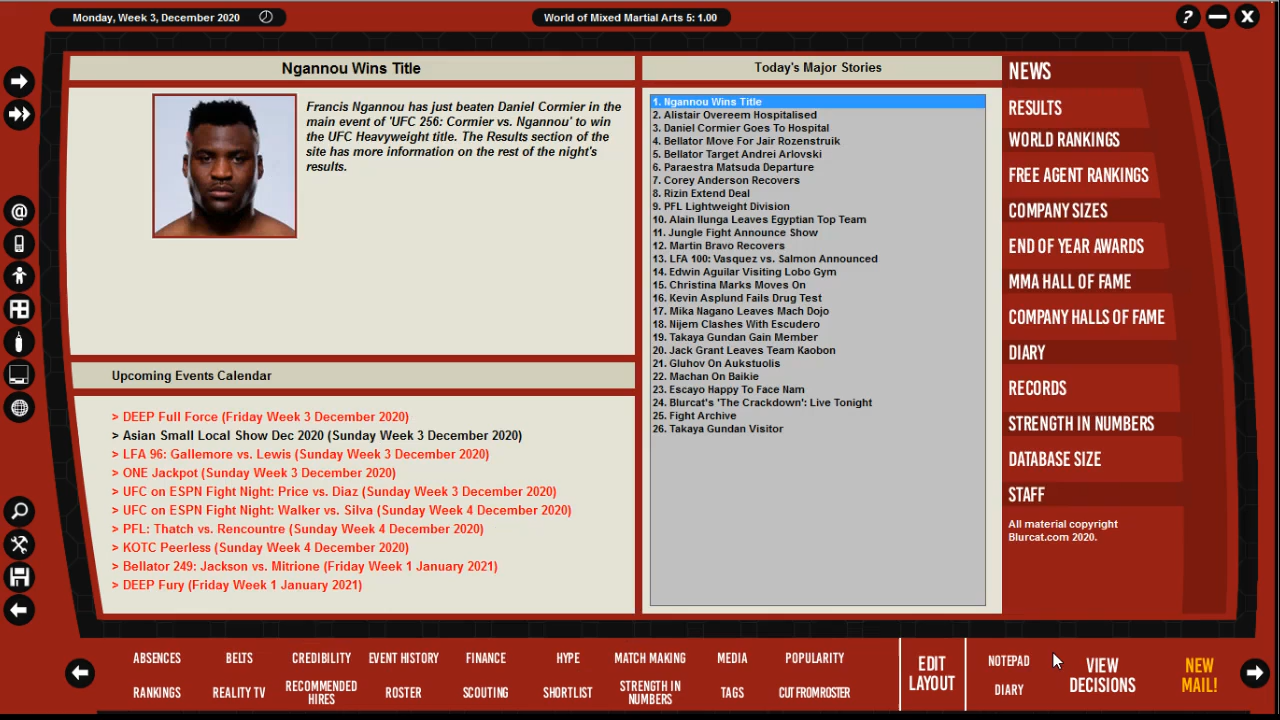 Monday, Week 3, December 2020
World of Mixed Martial Arts 5: 1.00
?
X
Ngannou Wins Title
Francis Ngannou has just beaten Daniel Cormier in the
main event of 'UFC 256: Cormier vs. Ngannou' to win
the UFC Heavyweight title. The Results section of the
site has more information on the rest of the night's
results.
Upcoming Events Calendar
> DEEP Full Force (Friday Week 3 December 2020)
> Asian Small Local Show Dec 2020 (Sunday Week 3 December 2020)
> LFA 96: Gallemore vs. Lewis (Sunday Week 3 December 2020)
> ONE Jackpot (Sunday Week 3 December 2020)
> UFC on ESPN Fight Night: Price vs. Diaz (Sunday Week 3 December 2020)
> UFC on ESPN Fight Night: Walker vs. Silva (Sunday Week 4 December 2020)
> PFL: Thatch vs. Rencountre (Sunday Week 4 December 2020)
> KOTC Peerless (Sunday Week 4 December 2020)
> Bellator 249: Jackson vs. Mitrione (Friday Week 1 January 2021)
> DEEP Fury (Friday Week 1 January 2021)
Today's Major Stories
1. Ngannou Wins Title
2. Alistair Overeem Hospitalised
3. Daniel Cormier Goes To Hospital
4. Bellator Move For Jair Rozenstruik
5. Bellator Target Andrei Arlovski
6. Paraestra Matsuda Departure
7. Corey Anderson Recovers
8. Rizin Extend Deal
9. PFL Lightweight Division
10. Alain Ilunga Leaves Egyptian Top Team
11. Jungle Fight Announce Show
12. Martin Bravo Recovers
13. LFA 100: Vasquez vs. Salmon Announced
14. Edwin Aguilar Visiting Lobo Gym
15. Christina Marks Moves On
16. Kevin Asplund Fails Drug Test
17. Mika Nagano Leaves Mach Dojo
18. Nijem Clashes With Escudero
19. Takaya Gundan Gain Member
20. Jack Grant Leaves Team Kaobon
21. Gluhov On Aukstuolis
22. Machan On Baikie
23. Escayo Happy To Face Nam
24. Blurcat's 'The Crackdown': Live Tonight
25. Fight Archive
26. Takaya Gundan Visitor
NEWS
RESULTS
WORLD RANKINGS
FREE AGENT RANKINGS
COMPANY SIZES
END OF YEAR AWARDS
MMA HALL OF FAME
COMPANY HALLS OF FAME
DIARY
RECORDS
STRENGTH IN NUMBERS
DATABASE SIZE
STAFF
All material copyright
Blurcat.com 2020.
@
ABSENCES
BELTS
CREDIBILITY
EVENT HISTORY
FINANCE
HYPE
MATCH MAKING
MEDIA
POPULARITY
RANKINGS
REALITY TV
RECOMMENDED
HIRES
ROSTER
SCOUTING
SHORTLIST
STRENGTH IN
NUMBERS
TAGS
CUT FROM ROSTER
EDIT
LAYOUT
NOTEPAD
DIARY
VIEW
DECISIONS
NEW
MAIL!